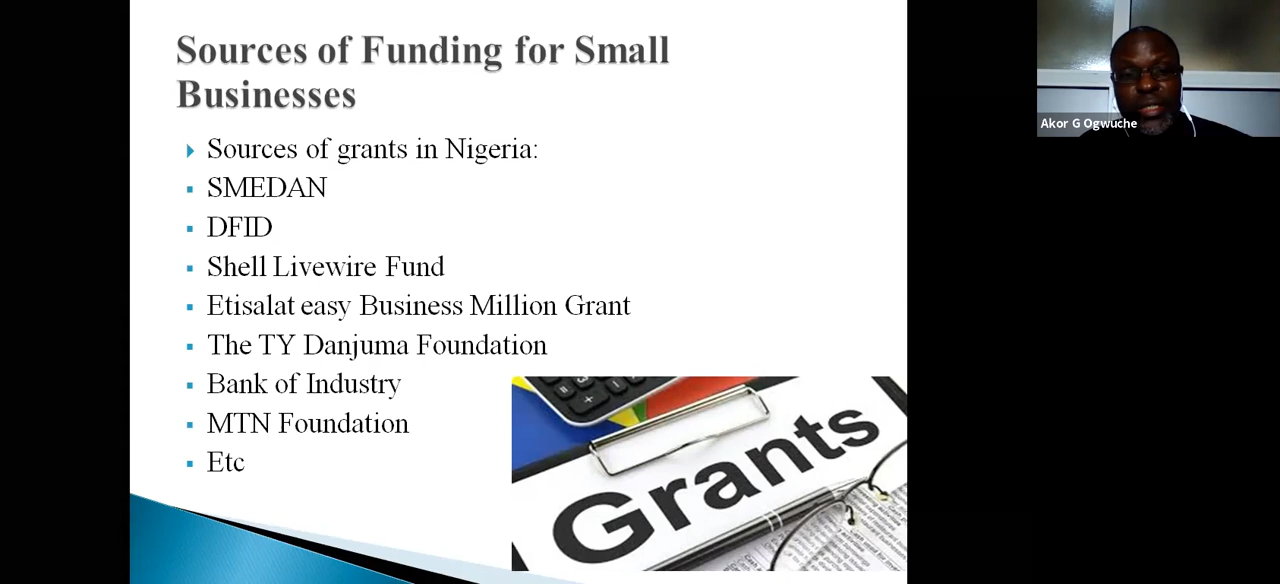 Sources of Funding for Small
Businesses
Sources of grants in Nigeria:
SMEDAN
DFID
Shell Livewire Fund
Etisalat easy Business Million Grant
The TY Danjuma Foundation
Bank of Industry
MTN Foundation
Etc
Grants
Akor G Ogwuche